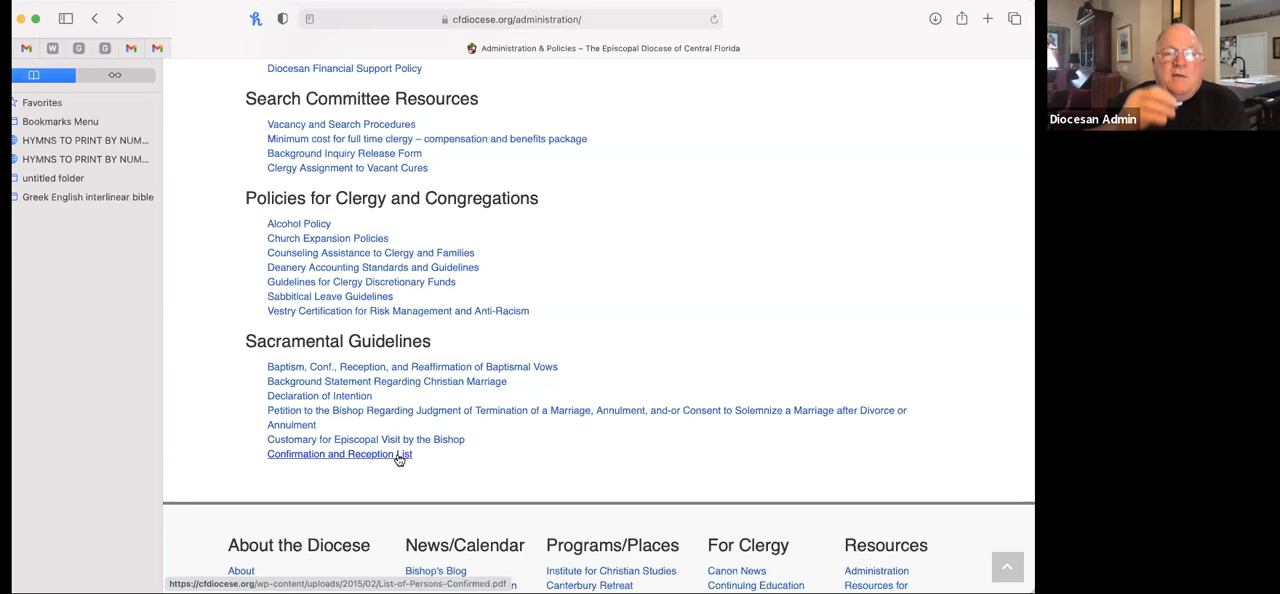 cfdiocese.org/administration/
W
G
G
Administration & Policies – The Episcopal Diocese of Central Florida
Favorites
Bookmarks Menu
HYMNS TO PRINT BY NUM...
HYMNS TO PRINT BY NUM...
untitled folder
Greek English interlinear bible
Diocesan Financial Support Policy
Search Committee Resources
Vacancy and Search Procedures
Minimum cost for full time clergy – compensation and benefits package
Background Inquiry Release Form
Clergy Assignment to Vacant Cures
Policies for Clergy and Congregations
Alcohol Policy
Church Expansion Policies
Counseling Assistance to Clergy and Families
Deanery Accounting Standards and Guidelines
Guidelines for Clergy Discretionary Funds
Sabbitical Leave Guidelines
Vestry Certification for Risk Management and Anti-Racism
Sacramental Guidelines
Baptism, Conf., Reception, and Reaffirmation of Baptismal Vows
Background Statement Regarding Christian Marriage
Declaration of Intention
Petition to the Bishop Regarding Judgment of Termination of a Marriage, Annulment, and-or Consent to Solemnize a Marriage after Divorce or
Annulment
Customary for Episcopal Visit by the Bishop
Confirmation and Reception List
About the Diocese
About
News/Calendar
Bishop's Blog
Programs/Places
Institute for Christian Studies
Canterbury Retreat
For Clergy
Canon News
Continuing Education
Resources
Administration
Resources for
https://cfdiocese.org/wp-content/uploads/2015/02/List-of-Persons-Confirmed.pdf
Diocesan Admin